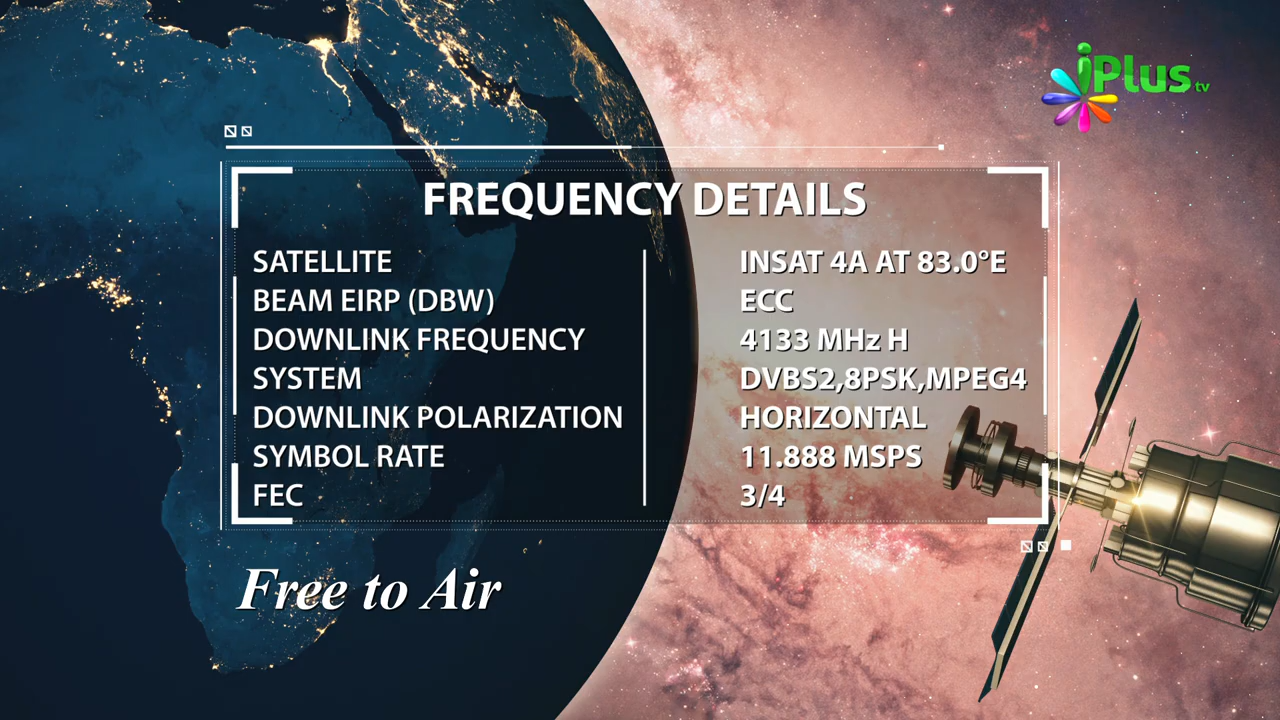 iPlus tv
FREQUENCY DETAILS
SATELLITE INSAT 4A AT 83.0°E
BEAM EIRP (DBW) ECC
DOWNLINK FREQUENCY 4133 MHz H
SYSTEM DVBS2,8PSK,MPEG4
DOWNLINK POLARIZATION HORIZONTAL
SYMBOL RATE 11.888 MSPS
FEC 3/4
Free to Air